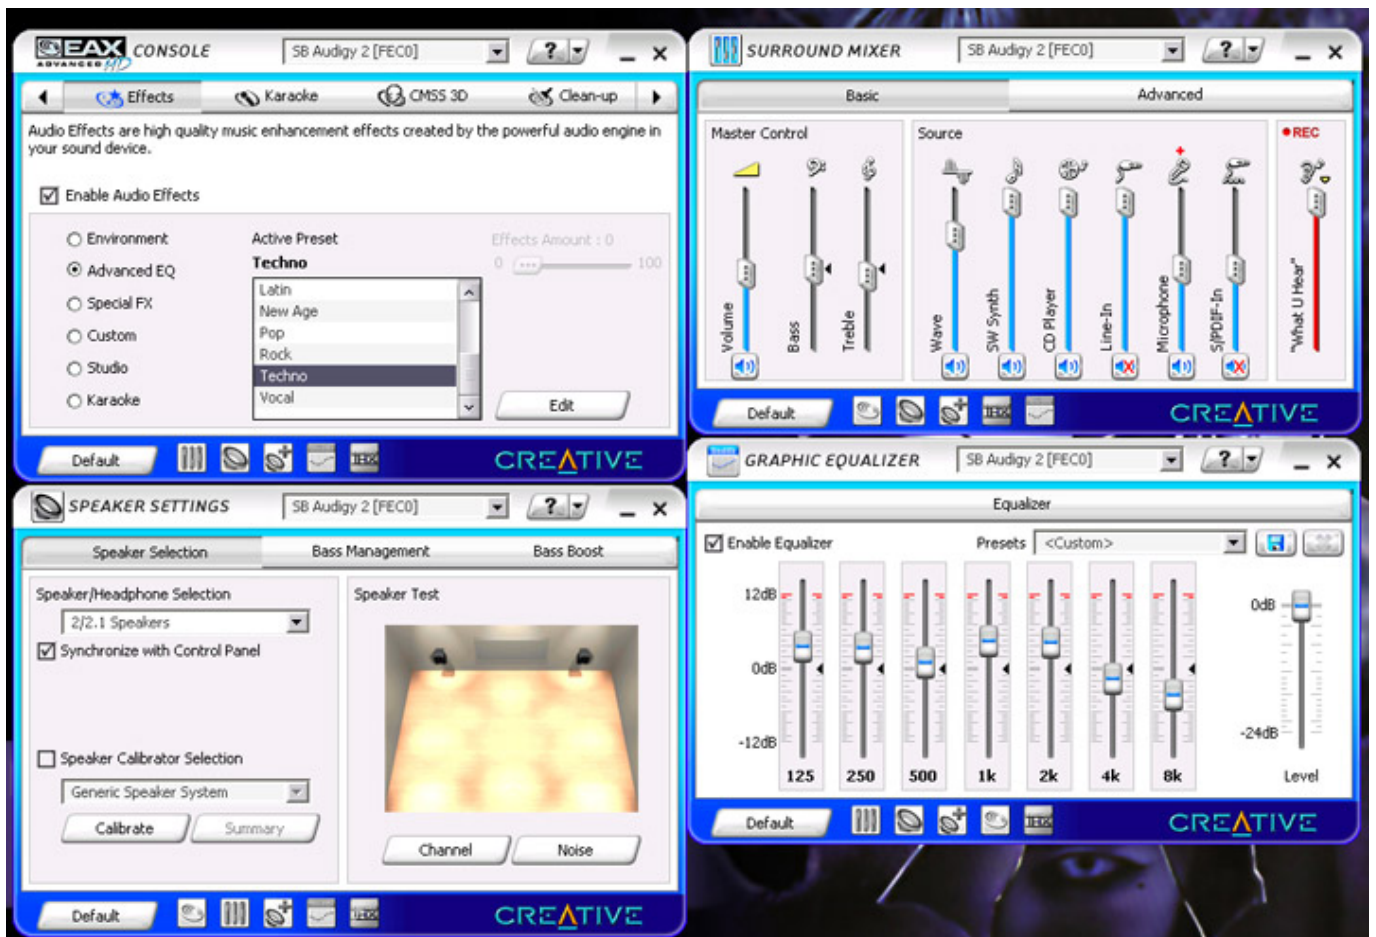 EAX CONSOLE
ADVANCED HD
SB Audigy 2 [FEC0]
?
Effects
Karaoke
CMSS 3D
Clean-up
Audio Effects are high quality music enhancement effects created by the powerful audio engine in
your sound device.
Enable Audio Effects
Environment
Advanced EQ
Special FX
Custom
Studio
Karaoke
Active Preset
Techno
Latin
New Age
Pop
Rock
Techno
Vocal
Effects Amount : 0
0
100
Edit
Default
THX
CREATIVE
SURROUND MIXER
SB Audigy 2 [FEC0]
?
Basic
Advanced
Master Control
Volume
Bass
Treble
Source
Wave
SW Synth
CD Player
Line-In
Microphone
S/PDIF-In
REC
"What U Hear"
Default
THX
CREATIVE
SPEAKER SETTINGS
SB Audigy 2 [FEC0]
?
Speaker Selection
Bass Management
Bass Boost
Speaker/Headphone Selection
2/2.1 Speakers
Synchronize with Control Panel
Speaker Calibrator Selection
Generic Speaker System
Calibrate
Summary
Speaker Test
Channel
Noise
Default
THX
CREATIVE
GRAPHIC EQUALIZER
SB Audigy 2 [FEC0]
?
Equalizer
Enable Equalizer
Presets
<Custom>
12dB
0dB
-12dB
125
250
500
1k
2k
4k
8k
0dB
-24dB
Level
Default
THX
CREATIVE